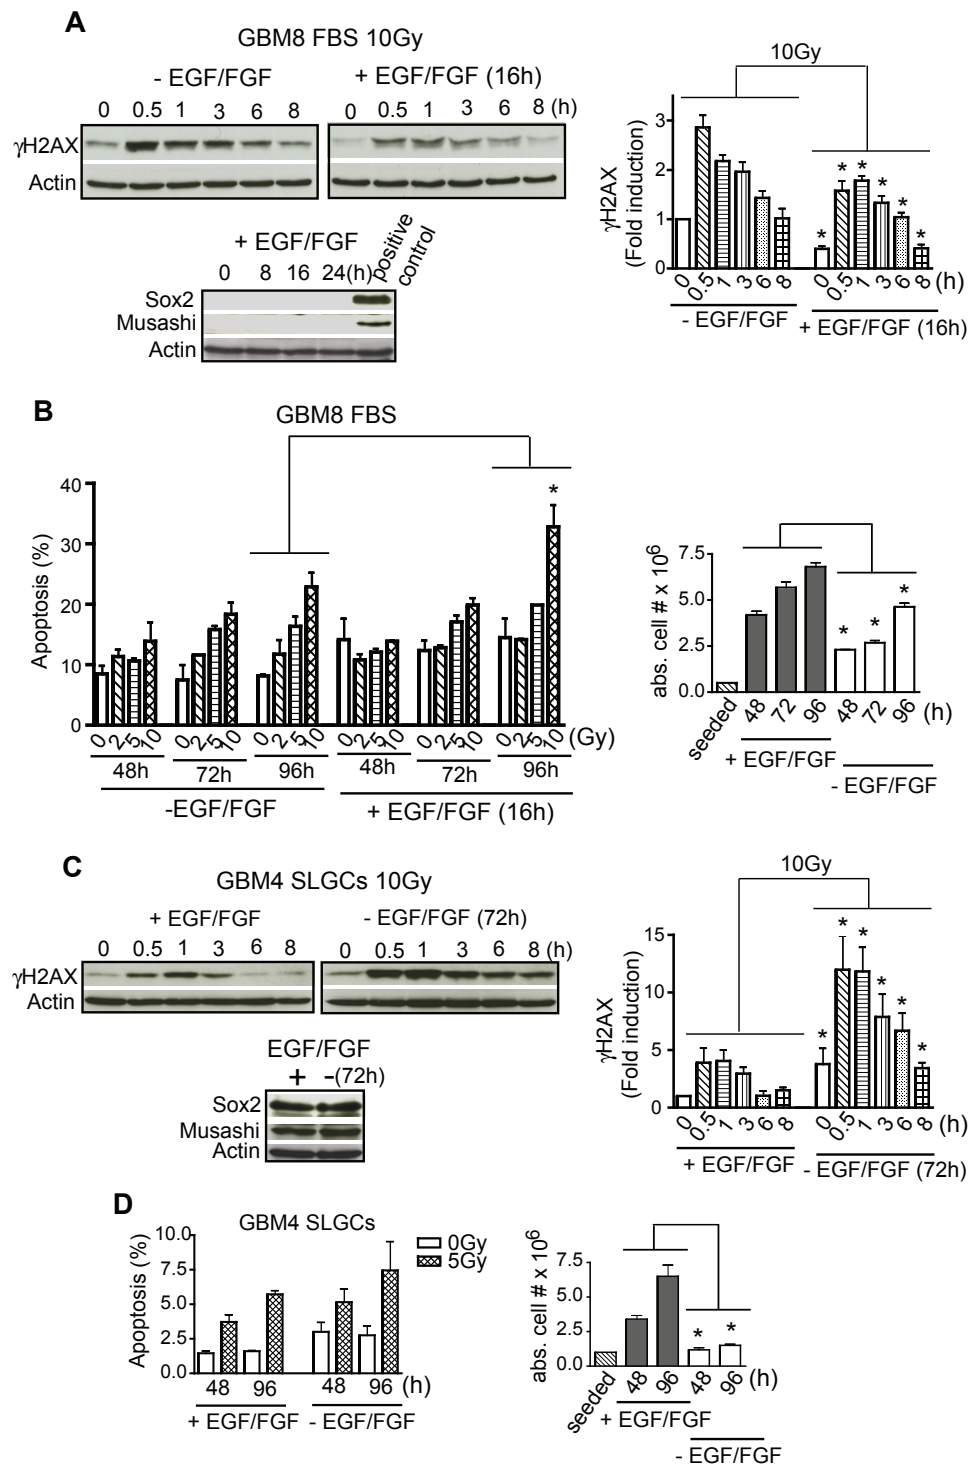 A
GBM8 FBS 10Gy
- EGF/FGF
+ EGF/FGF (16h)
0 0.5 1 3 6 8
0 0.5 1 3 6 8 (h)
γH2AX
Actin
+ EGF/FGF
0 8 16 24(h)
positive
control
Sox2
Musashi
Actin
10Gy
γH2AX
(Fold induction)
3
2
1
0
0 0.5 1 3 6 8 0 0.5 1 3 6 8 (h)
* * * * * *
- EGF/FGF
+ EGF/FGF (16h)
B
GBM8 FBS
Apoptosis (%)
40
30
20
10
0
*
0 2 5 10 0 2 5 10 0 2 5 10 0 2 5 10 0 2 5 10 0 2 5 10 (Gy)
48h 72h 96h 48h 72h 96h
-EGF/FGF
+ EGF/FGF (16h)
abs. cell # x 10⁶
7.5
5.0
2.5
0.0
* * *
seeded 48 72 96 48 72 96 (h)
+ EGF/FGF
- EGF/FGF
C
GBM4 SLGCs 10Gy
+ EGF/FGF
- EGF/FGF (72h)
0 0.5 1 3 6 8
0 0.5 1 3 6 8 (h)
γH2AX
Actin
EGF/FGF
+ -(72h)
Sox2
Musashi
Actin
10Gy
γH2AX
(Fold induction)
15
10
5
0
* * * * * *
0 0.5 1 3 6 8 0 0.5 1 3 6 8 (h)
+ EGF/FGF
- EGF/FGF (72h)
D
GBM4 SLGCs
Apoptosis (%)
10.0
7.5
5.0
2.5
0.0
0Gy
5Gy
48 96 48 96 (h)
+ EGF/FGF
- EGF/FGF
abs. cell # x 10⁶
7.5
5.0
2.5
0.0
* *
seeded 48 96 48 96 (h)
+ EGF/FGF
- EGF/FGF